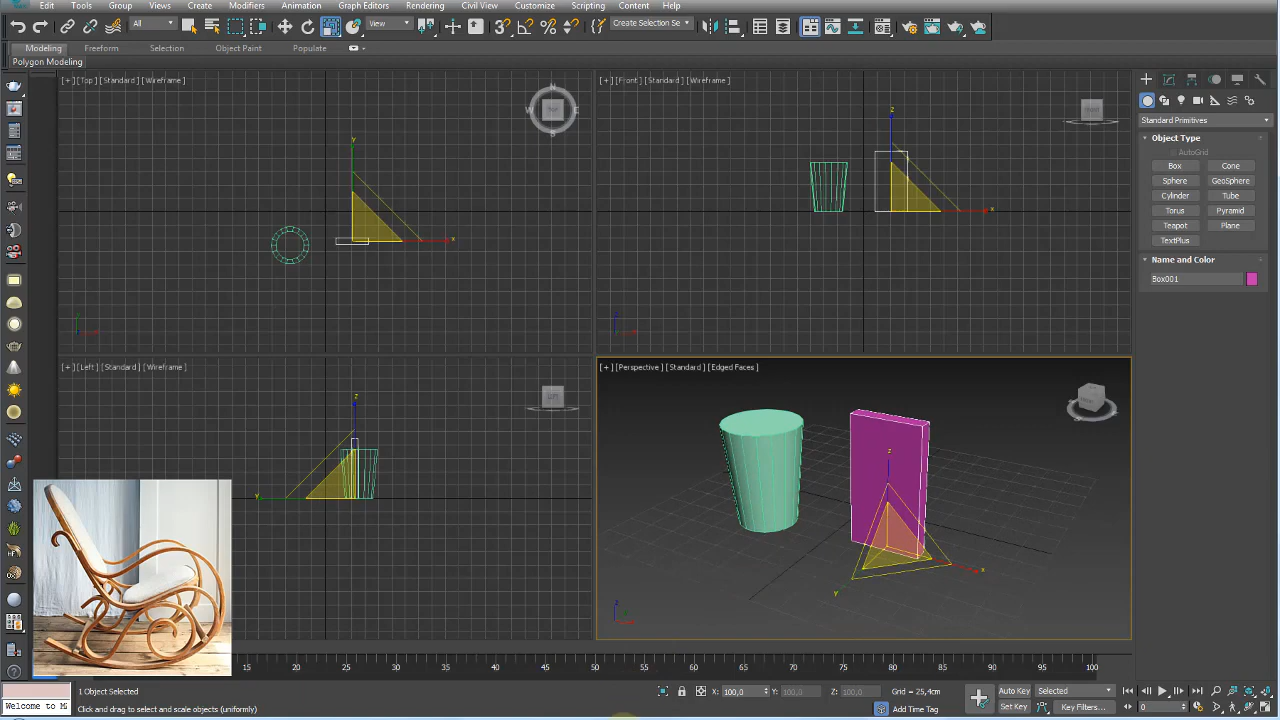 Edit Tools Group Views Create Modifiers Animation Graph Editors Rendering Civil View Customize Scripting Content Help
All View Create Selection Se
Modeling Freeform Selection Object Paint Populate
Polygon Modeling
[+] [Top] [Standard] [Wireframe]
[+] [Front] [Standard] [Wireframe]
N
W E
S
y
x
z
x
Standard Primitives
Object Type
AutoGrid
Box Cone
Sphere GeoSphere
Cylinder Tube
Torus Pyramid
Teapot Plane
TextPlus
Name and Color
Box001
[+] [Left] [Standard] [Wireframe]
[+] [Perspective] [Standard] [Edged Faces]
z
y
z
x
y
15 20 25 30 35 40 45 50 55 60 65 70 75 80 85 90 95 100
1 Object Selected
X: 100,0 Y: 100,0 Z: 100,0 Grid = 25,4cm
Auto Key Selected
Welcome to M
Click and drag to select and scale objects (uniformly)
Add Time Tag
Set Key Key Filters...
0